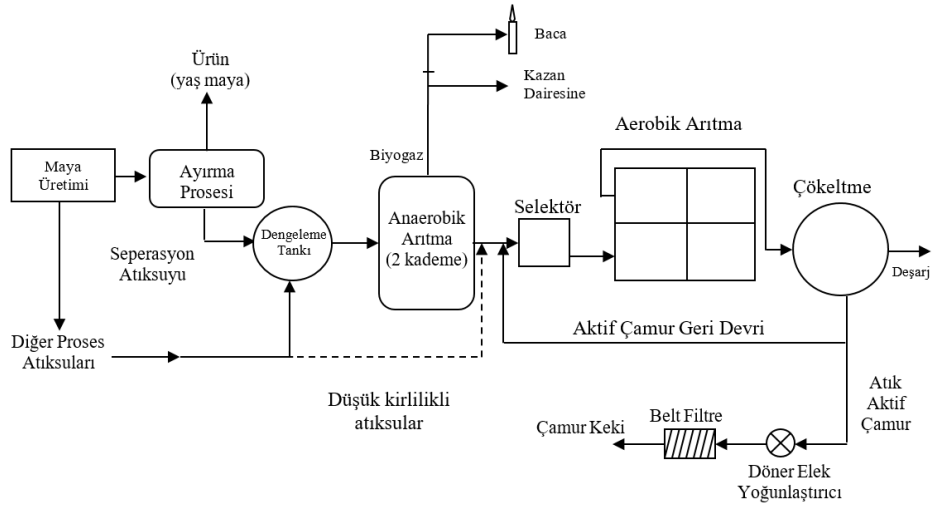 Baca
Ürün
(yaş maya)
Kazan
Dairesine
Aerobik Arıtma
Biyogaz
Maya
Üretimi
Ayırma
Prosesi
Çökeltme
Selektör
Anaerobik
Arıtma
(2 kademe)
Dengeleme
Tankı
Seperasyon
Atıksuyu
Deşarj
Aktif Çamur Geri Devri
Diğer Proses
Atıksuları
Düşük kirlilikli
atıksular
Atık
Aktif
Çamur
Belt Filtre
Çamur Keki
Döner Elek
Yoğunlaştırıcı